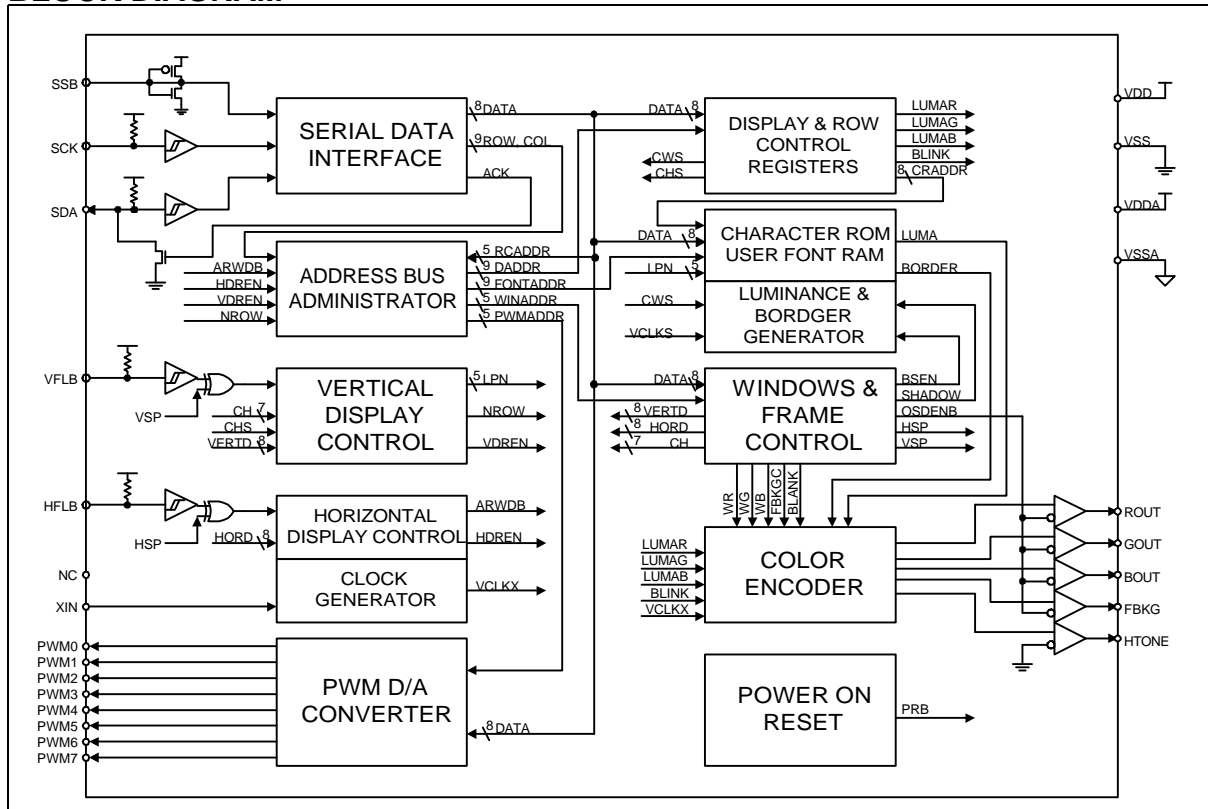 SSB
SCK
SDA
SERIAL DATA
INTERFACE
8 DATA
9 ROW, COL
ACK
DATA 8
CWS
CHS
DISPLAY & ROW
CONTROL
REGISTERS
LUMAR
LUMAG
LUMAB
BLINK
8 CRADDR
VDD
VSS
VDDA
VSSA
ARWDB
HDREN
VDREN
NROW
ADDRESS BUS
ADMINISTRATOR
5 RCADDR
9 DADDR
9 FONTADDR
5 WINADDR
5 PWMADDR
DATA 8
LPN 5
CWS
VCLKS
CHARACTER ROM
USER FONT RAM
LUMINANCE &
BORDGER
GENERATOR
LUMA
BORDER
VFLB
VSP
CH 7
CHS
VERTD 8
VERTICAL
DISPLAY
CONTROL
5 LPN
NROW
VDREN
DATA 8
8 VERTD
8 HORD
7 CH
WINDOWS &
FRAME
CONTROL
BSEN
SHADOW
OSDENB
HSP
VSP
WR
WG
WB
FBKGC
BLANK
HFLB
HSP
HORD 8
HORIZONTAL
DISPLAY CONTROL
ARWDB
HDREN
NC
XIN
CLOCK
GENERATOR
VCLKX
LUMAR
LUMAG
LUMAB
BLINK
VCLKX
COLOR
ENCODER
ROUT
GOUT
BOUT
FBKG
HTONE
PWM0
PWM1
PWM2
PWM3
PWM4
PWM5
PWM6
PWM7
PWM D/A
CONVERTER
8 DATA
POWER ON
RESET
PRB